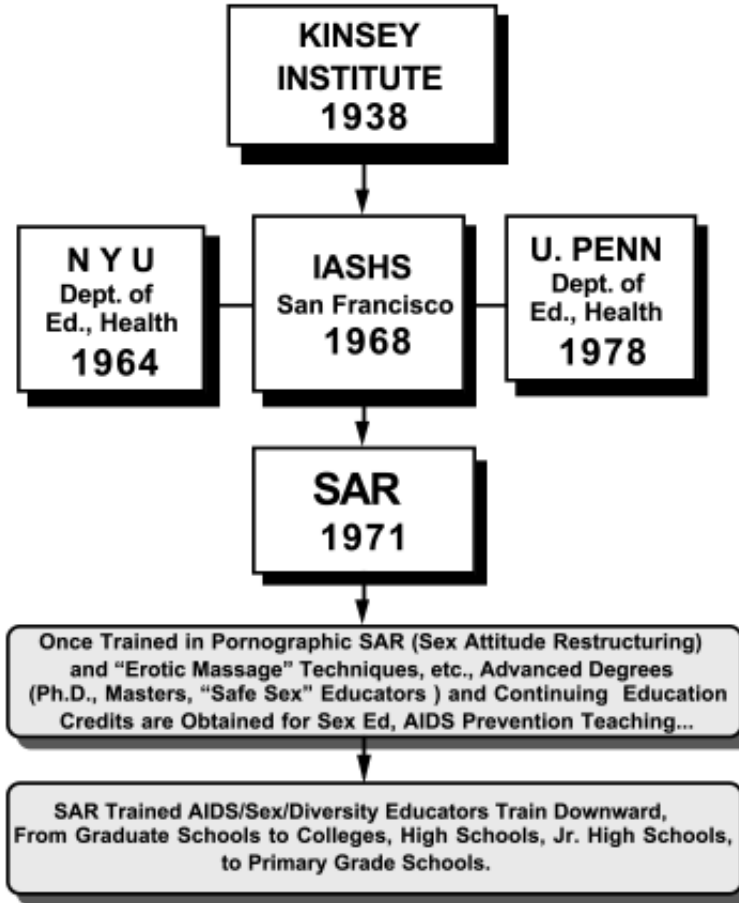 KINSEY
INSTITUTE
1938
N Y U
Dept. of
Ed., Health
1964
IASHS
San Francisco
1968
U. PENN
Dept. of
Ed., Health
1978
SAR
1971
Once Trained in Pornographic SAR (Sex Attitude Restructuring)
and “Erotic Massage” Techniques, etc., Advanced Degrees
(Ph.D., Masters, “Safe Sex” Educators ) and Continuing Education
Credits are Obtained for Sex Ed, AIDS Prevention Teaching...
SAR Trained AIDS/Sex/Diversity Educators Train Downward,
From Graduate Schools to Colleges, High Schools, Jr. High Schools,
to Primary Grade Schools.